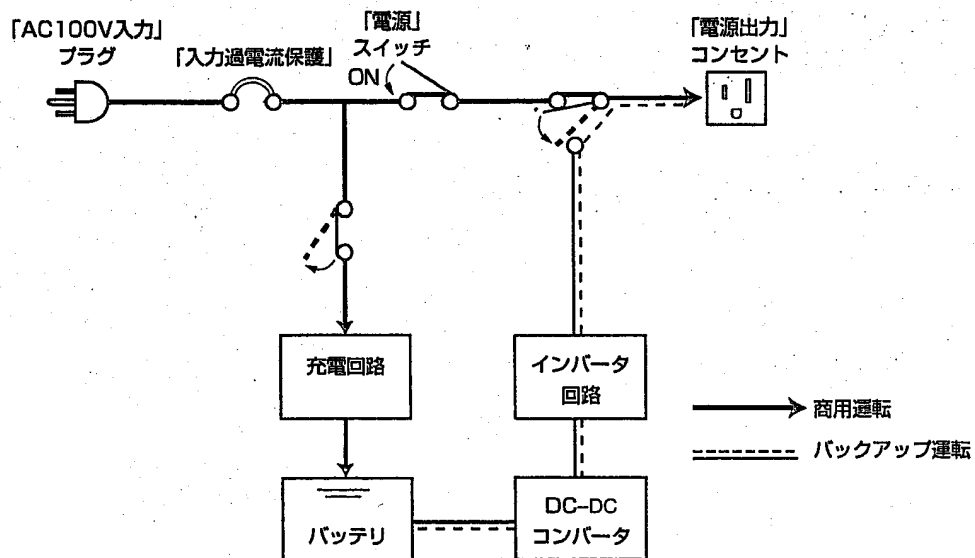 「AC100V入力」
プラグ
「入力過電流保護」
「電源」
スイッチ
ON
「電源出力」
コンセント
充電回路
インバータ
回路
商用運転
バックアップ運転
バッテリ
DC-DC
コンバータ